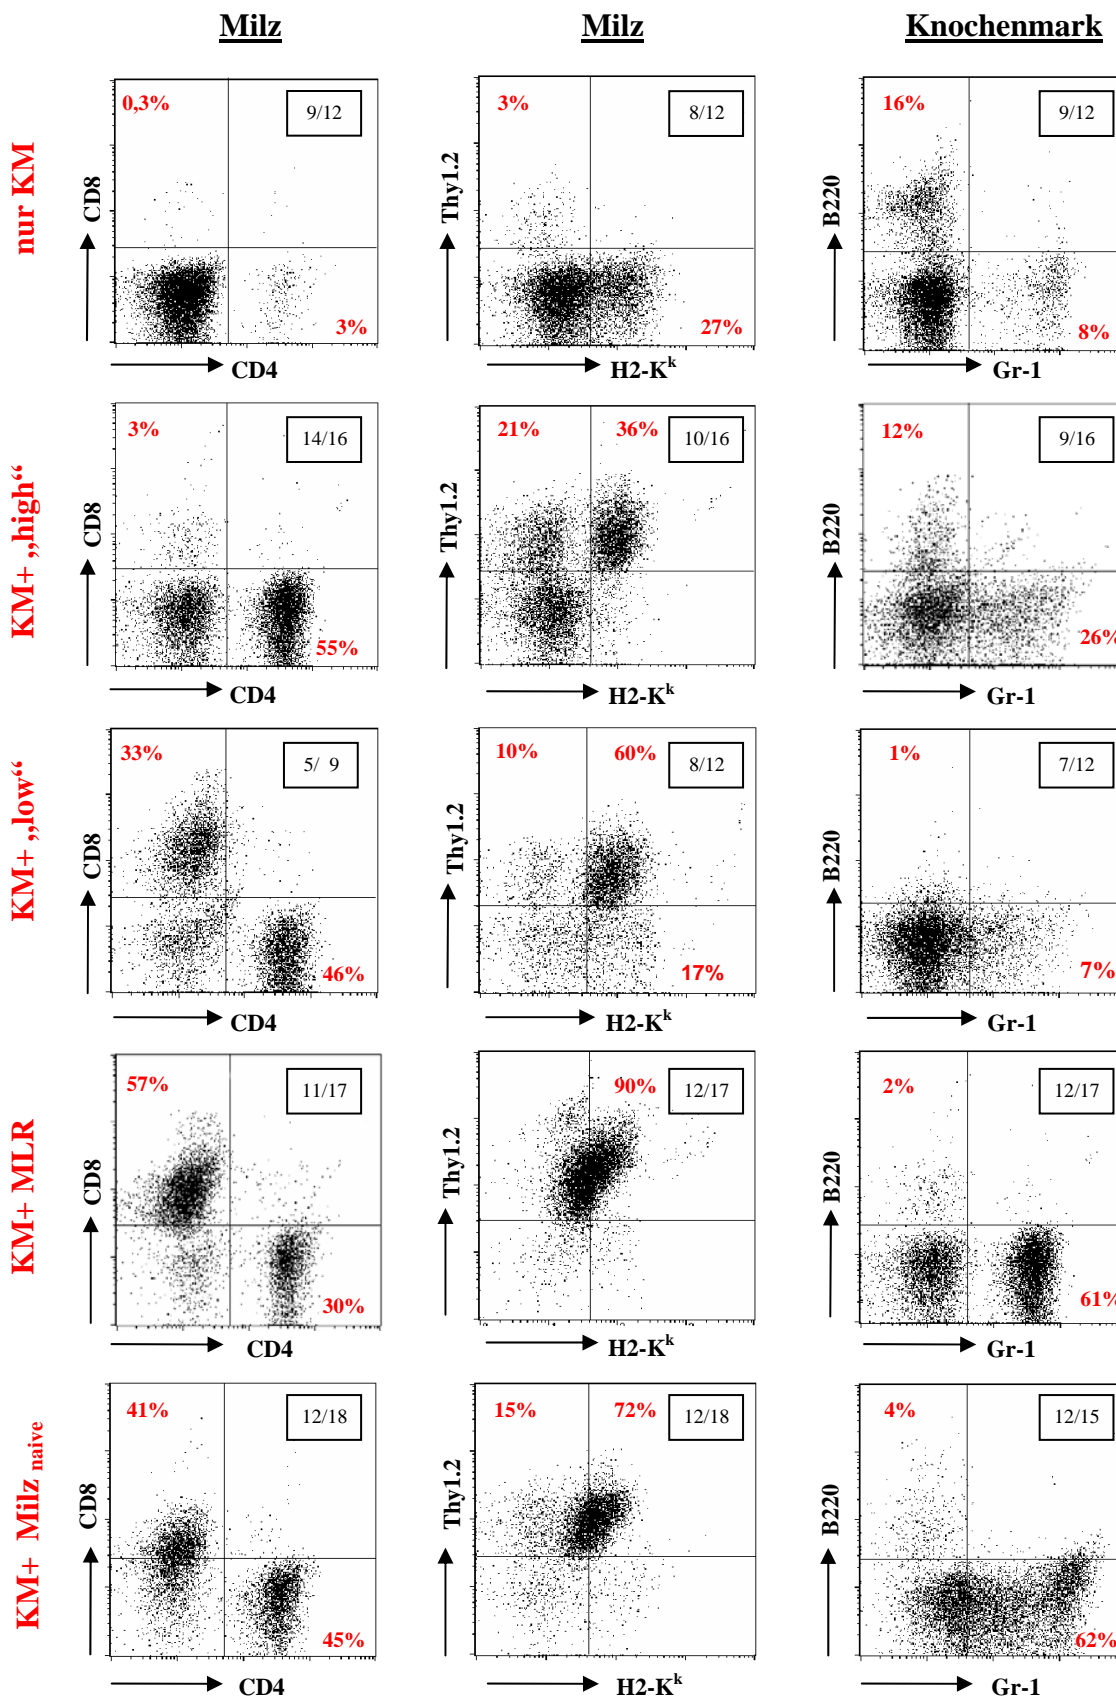 Milz Milz Knochenmark
nur KM
0,3% 9/12
CD8
3%
CD4
3% 8/12
Thy1.2
27%
H2-Kᵏ
16% 9/12
B220
8%
Gr-1
KM+ „high“
3% 14/16
CD8
55%
CD4
21% 36% 10/16
Thy1.2
H2-Kᵏ
12% 9/16
B220
26%
Gr-1
KM+ „low“
33% 5/ 9
CD8
46%
CD4
10% 60% 8/12
Thy1.2
17%
H2-Kᵏ
1% 7/12
B220
7%
Gr-1
KM+ MLR
57% 11/17
CD8
30%
CD4
90% 12/17
Thy1.2
H2-Kᵏ
2% 12/17
B220
61%
Gr-1
KM+ Milz naive
41% 12/18
CD8
45%
CD4
15% 72% 12/18
Thy1.2
H2-Kᵏ
4% 12/15
B220
62%
Gr-1